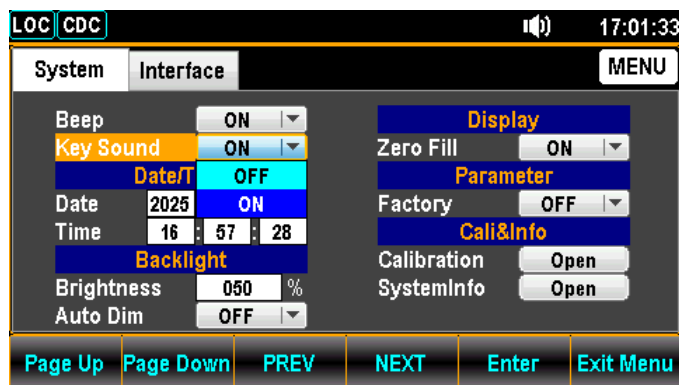 LOC CDC 17:01:33
System Interface MENU
Beep ON
Key Sound ON
OFF
ON
Date/T
Date 2025
Time 16 : 57 : 28
Backlight
Brightness 050 %
Auto Dim OFF
Display
Zero Fill ON
Parameter
Factory OFF
Cali&Info
Calibration Open
SystemInfo Open
Page Up Page Down PREV NEXT Enter Exit Menu